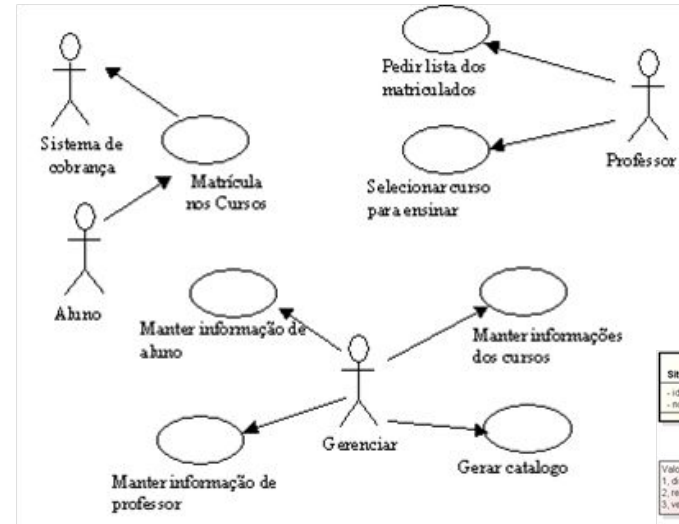 Pedir lista dos
matriculados
Sistema de
cobrança
Matrícula
nos Cursos
Professor
Selecionar curso
para ensinar
Aluno
Manter informação de
aluno
Manter informações
dos cursos
Gerenciar
Gerar catalogo
Manter informação de
professor